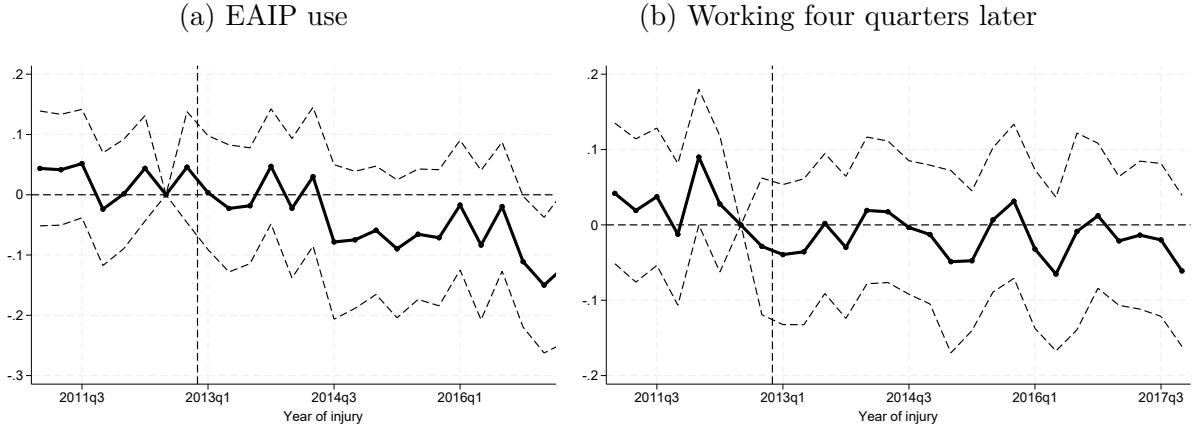 (a) EAIP use
.2
.1
0
-.1
-.2
-.3
2011q3 2013q1 2014q3 2016q1
Year of injury
(b) Working four quarters later
.2
.1
0
-.1
-.2
2011q3 2013q1 2014q3 2016q1 2017q3
Year of injury